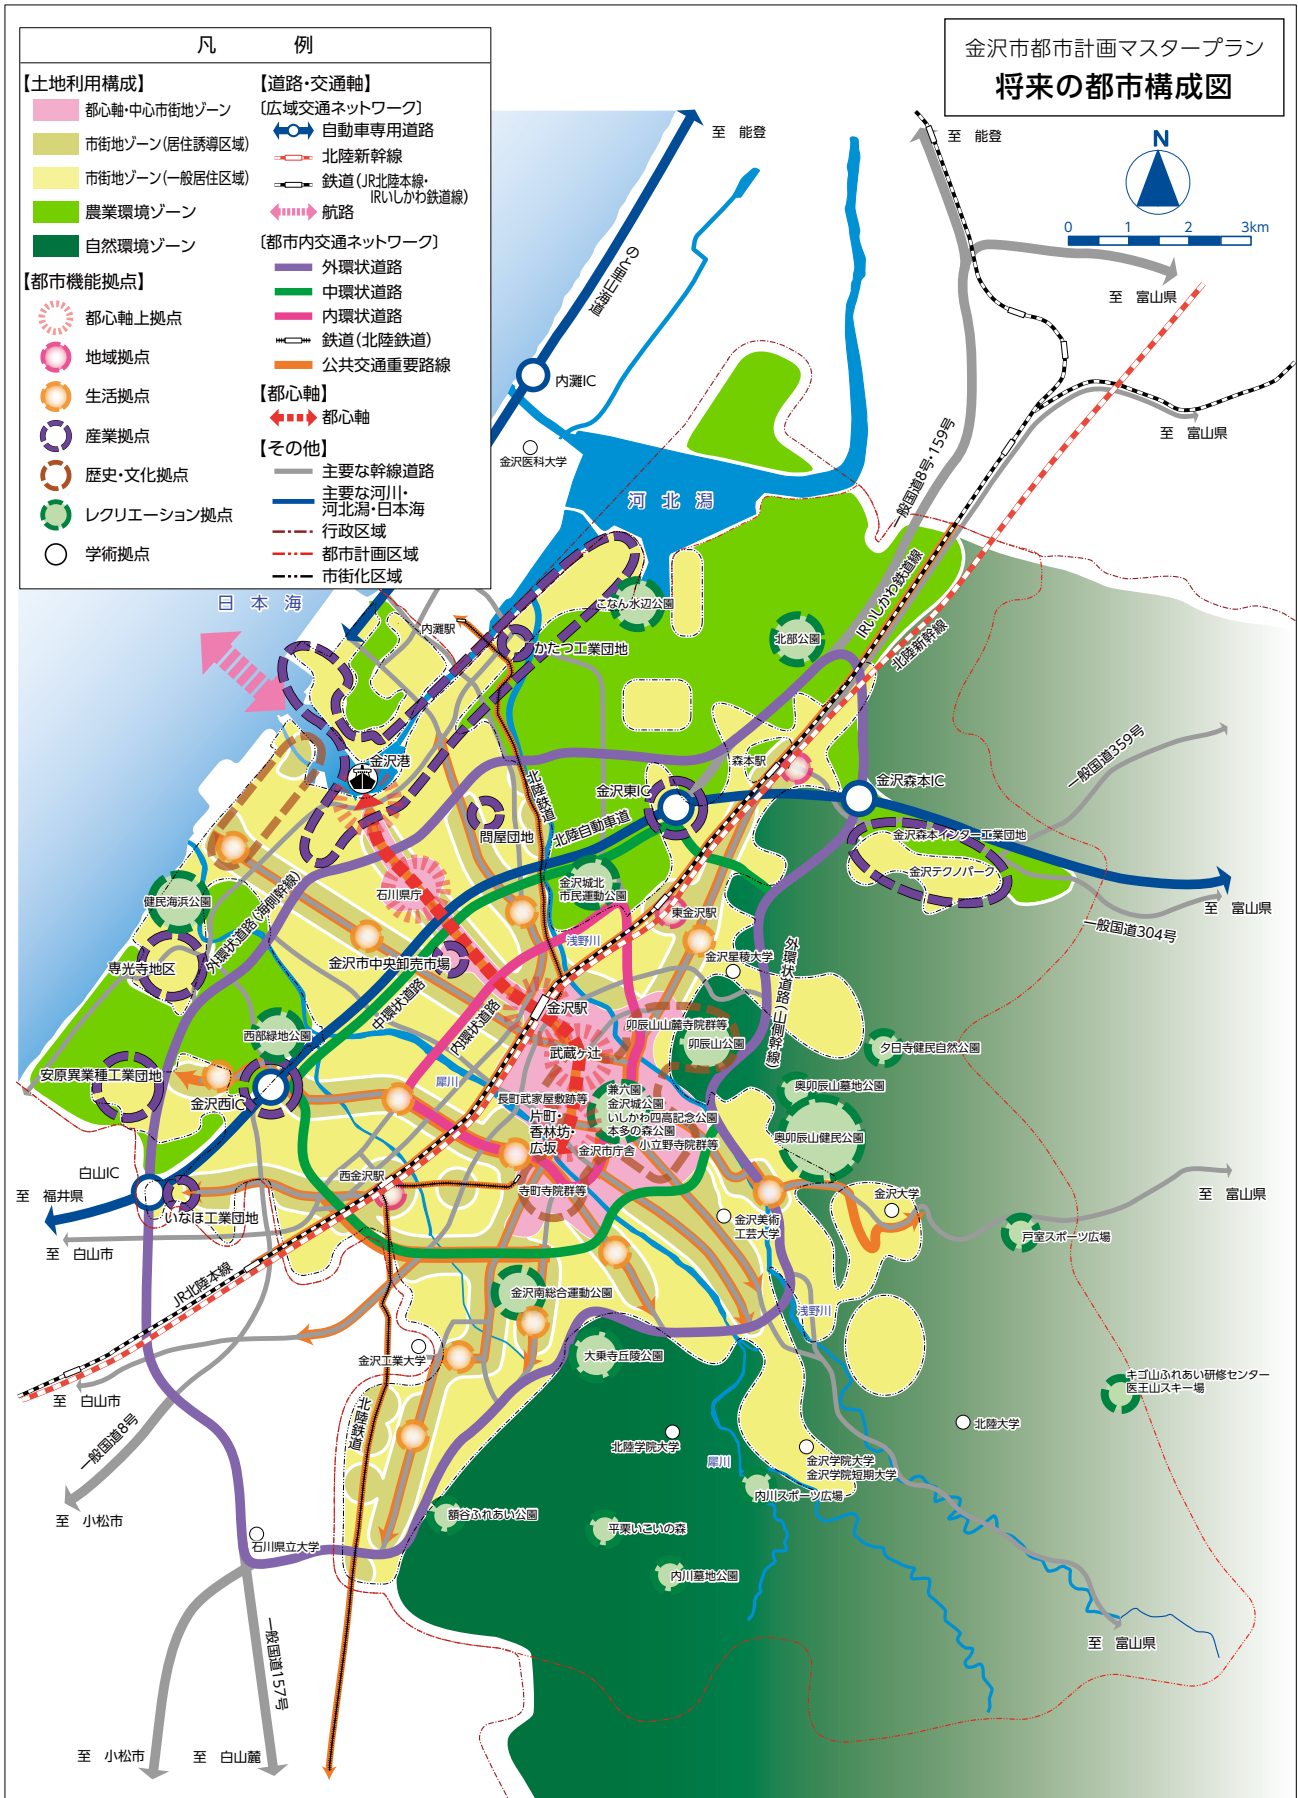 金沢市都市計画マスタープラン
将来の都市構成図
凡　例
【土地利用構成】
都心軸・中心市街地ゾーン
市街地ゾーン(居住誘導区域)
市街地ゾーン(一般居住区域)
農業環境ゾーン
自然環境ゾーン
【都市機能拠点】
都心軸上拠点
地域拠点
生活拠点
産業拠点
歴史・文化拠点
レクリエーション拠点
学術拠点
【道路・交通軸】
〔広域交通ネットワーク〕
自動車専用道路
北陸新幹線
鉄道(JR北陸本線・
IRいしかわ鉄道線)
航路
〔都市内交通ネットワーク〕
外環状道路
中環状道路
内環状道路
鉄道(北陸鉄道)
公共交通重要路線
【都心軸】
都心軸
【その他】
主要な幹線道路
主要な河川・
河北潟・日本海
行政区域
都市計画区域
市街化区域
N
0 1 2 3km
至　能登
至　能登
至　富山県
至　富山県
のと里山海道
内灘IC
金沢医科大学
河北潟
一般国道8号・159号
日本海
内灘駅
こなん水辺公園
かたつ工業団地
北部公園
IRいしかわ鉄道線
北陸新幹線
金沢港
北陸鉄道
森本駅
金沢東IC
金沢森本IC
一般国道359号
問屋団地
北陸自動車道
金沢森本インター工業団地
金沢テクノパーク
石川県庁
金沢城北
市民運動公園
健民海浜公園
外環状道路(海側幹線)
東金沢駅
至　富山県
一般国道304号
浅野川
専光寺地区
金沢市中央卸売市場
金沢星稜大学
外環状道路(山側幹線)
中環状道路
内環状道路
金沢駅
西部緑地公園
卯辰山山麓寺院群等
卯辰山公園
夕日寺健民自然公園
武蔵ヶ辻
安原異業種工業団地
金沢西IC
犀川
長町武家屋敷跡等
兼六園
金沢城公園
いしかわ四高記念公園
本多の森公園
奥卯辰山墓地公園
片町・
香林坊・
広坂
金沢市庁舎
小立野寺院群等
奥卯辰山健民公園
白山IC
至　福井県
西金沢駅
寺町寺院群等
いなほ工業団地
金沢大学
至　富山県
金沢美術
工芸大学
戸室スポーツ広場
至　白山市
JR北陸本線
金沢南総合運動公園
浅野川
金沢工業大学
大乗寺丘陵公園
キゴ山ふれあい研修センター
医王山スキー場
至　白山市
北陸鉄道
一般国道8号
北陸学院大学
北陸大学
犀川
金沢学院大学
金沢学院短期大学
内川スポーツ広場
至　小松市
額谷ふれあい公園
平栗いこいの森
石川県立大学
内川墓地公園
一般国道157号
至　富山県
至　小松市
至　白山麓